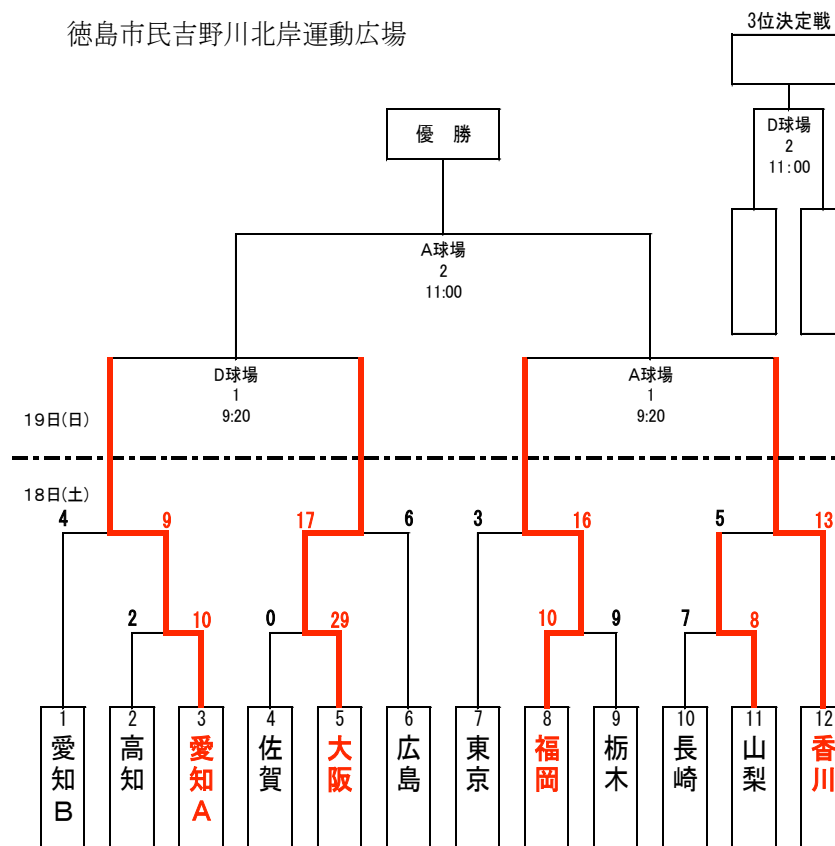 徳島市民吉野川北岸運動広場
3位決定戦
D球場
2
11:00
優　勝
A球場
2
11:00
D球場
1
9:20
A球場
1
9:20
19日(日)
18日(土)
4
9
17
6
3
16
5
13
2
10
0
29
10
9
7
8
1
愛知B
2
高知
3
愛知A
4
佐賀
5
大阪
6
広島
7
東京
8
福岡
9
栃木
10
長崎
11
山梨
12
香川